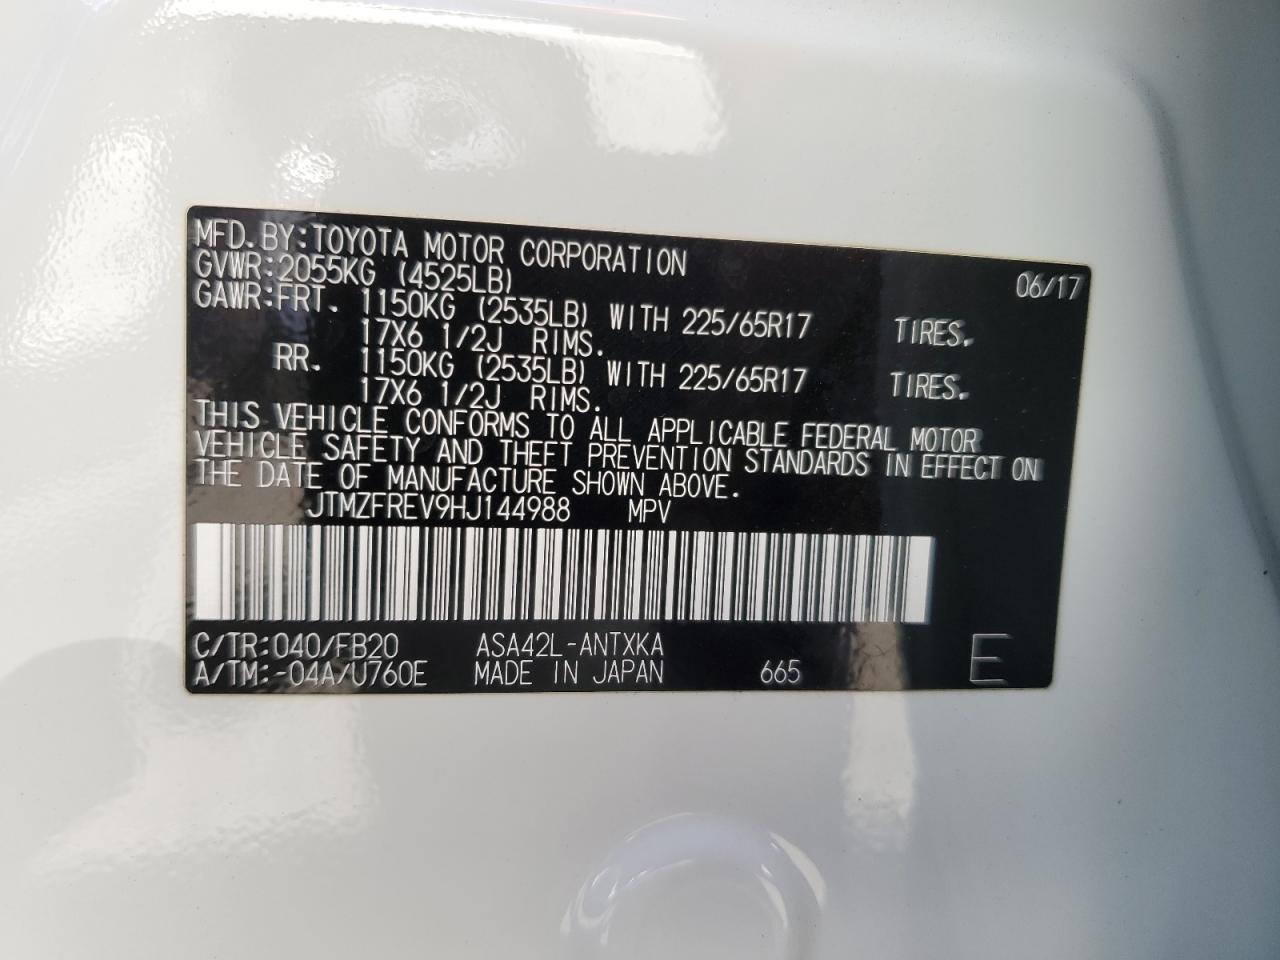 MFD.BY:TOYOTA MOTOR CORPORATION 06/17
GVWR:2055KG (4525LB)
GAWR:FRT. 1150KG (2535LB) WITH 225/65R17 TIRES.
17X6 1/2J RIMS.
RR. 1150KG (2535LB) WITH 225/65R17 TIRES.
17X6 1/2J RIMS.
THIS VEHICLE CONFORMS TO ALL APPLICABLE FEDERAL MOTOR
VEHICLE SAFETY AND THEFT PREVENTION STANDARDS IN EFFECT ON
THE DATE OF MANUFACTURE SHOWN ABOVE.
JTMZFREV9HJ144988 MPV
C/TR:040/FB20 ASA42L-ANTXKA
A/TM:-04A/U760E MADE IN JAPAN 665 E